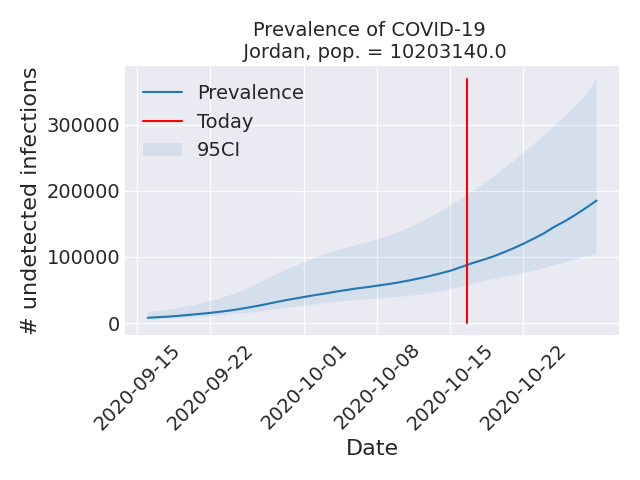 Prevalence of COVID-19
Jordan, pop. = 10203140.0
# undetected infections
300000
200000
100000
0
Prevalence
Today
95CI
2020-09-15
2020-09-22
2020-10-01
2020-10-08
2020-10-15
2020-10-22
Date